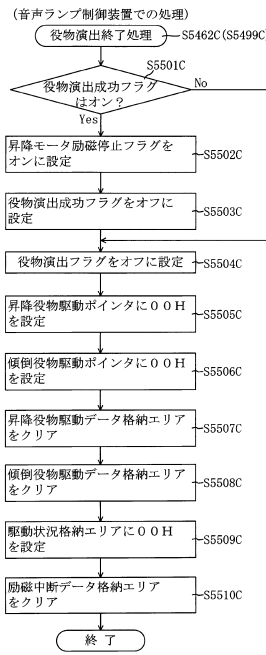 (音声ランプ制御装置での処理)
役物演出終了処理
S5462C(S5499C)
S5501C
役物演出成功フラグ
はオン?
No
Yes
昇降モータ励磁停止フラグを
オンに設定
S5502C
役物演出成功フラグをオフに
設定
S5503C
役物演出フラグをオフに設定
S5504C
昇降役物駆動ポインタに00H
を設定
S5505C
傾倒役物駆動ポインタに00H
を設定
S5506C
昇降役物駆動データ格納エリア
をクリア
S5507C
傾倒役物駆動データ格納エリア
をクリア
S5508C
駆動状況格納エリアに00H
を設定
S5509C
励磁中断データ格納エリア
をクリア
S5510C
終了